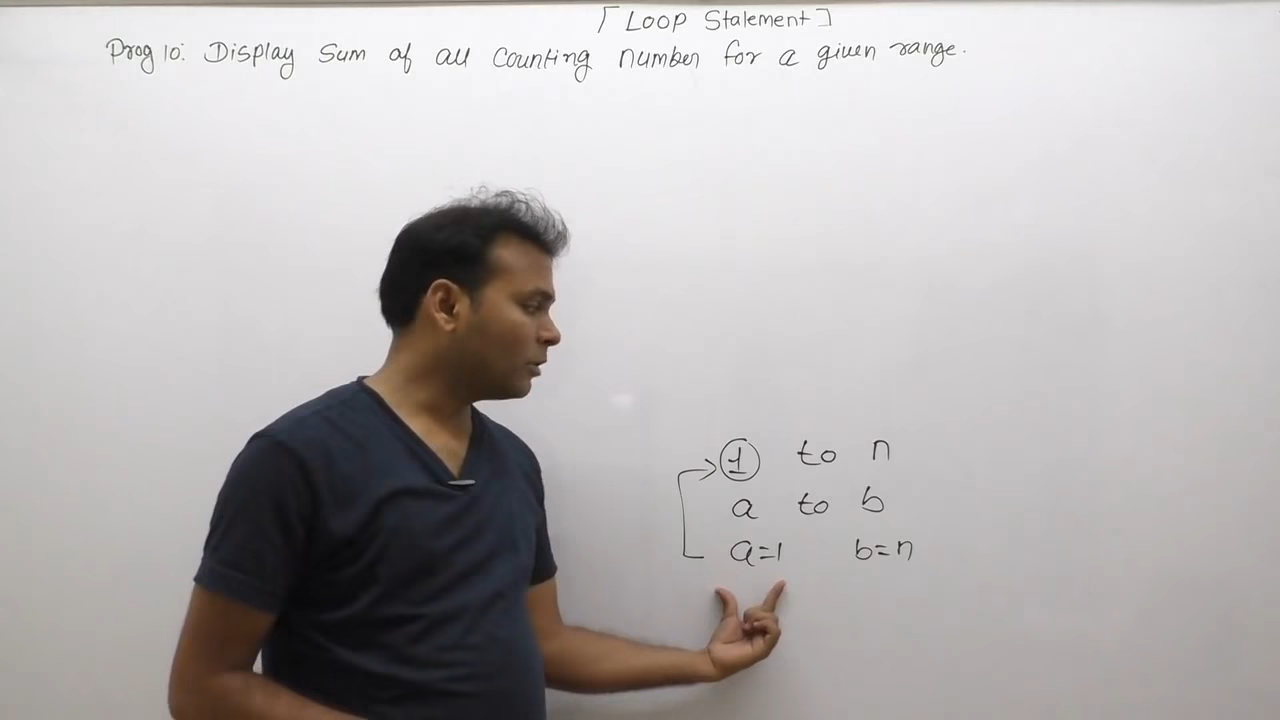 [Loop Statement]
Prog 10: Display Sum of all Counting Number for a given range.
1 to n
a to b
a=1 b=n